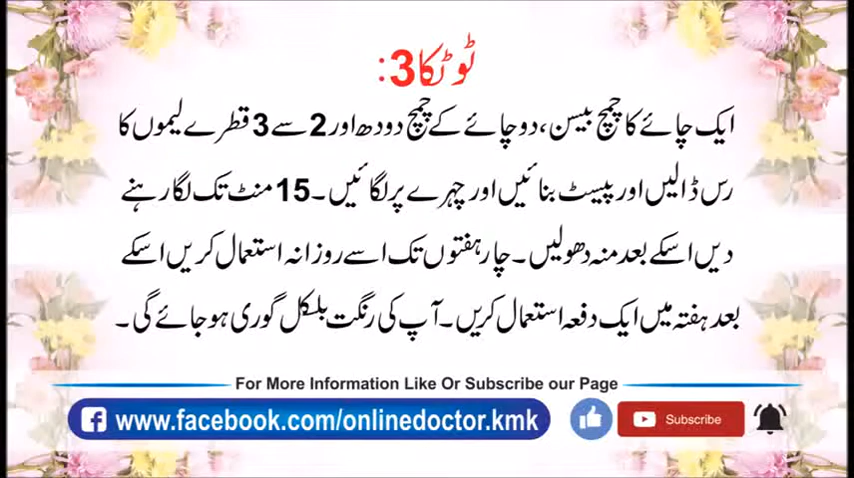 ٹوٹکا3:
ایک چائے کا چمچ بیسن، دو چائے کے چمچ دودھ اور 2 سے 3 قطرے لیموں کا
رس ڈالیں اور پیسٹ بنائیں اور چہرے پر لگائیں۔ 15 منٹ تک لگا رہنے
دیں اسکے بعد منہ دھولیں۔ چار ہفتوں تک اسے روزانہ استعمال کریں اسکے
بعد ہفتہ میں ایک دفعہ استعمال کریں۔ آپ کی رنگت بلکل گوری ہو جائے گی۔
For More Information Like Or Subscribe our Page
www.facebook.com/onlinedoctor.kmk
Subscribe